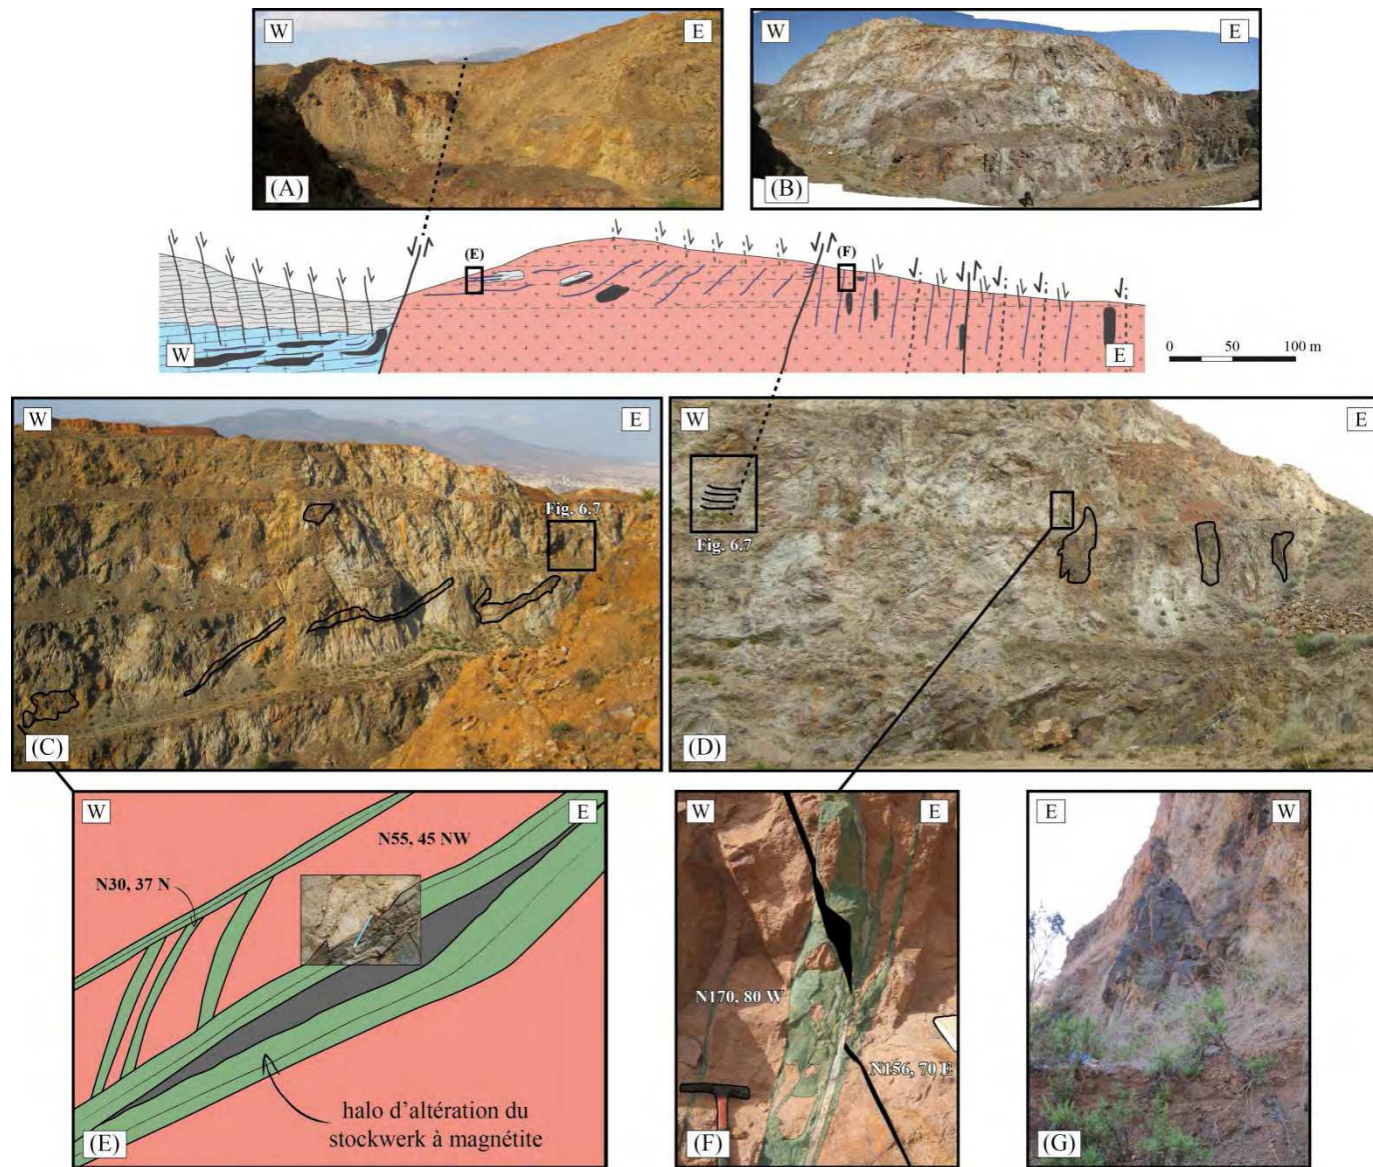 W
E
(A)
W
E
(B)
(E)
(F)
W
E
0
50
100 m
W
E
Fig. 6.7
(C)
W
E
Fig. 6.7
(D)
W
E
N55, 45 NW
N30, 37 N
halo d'altération du
stockwerk à magnétite
(E)
W
E
N170, 80 W
N156, 70 E
(F)
E
W
(G)